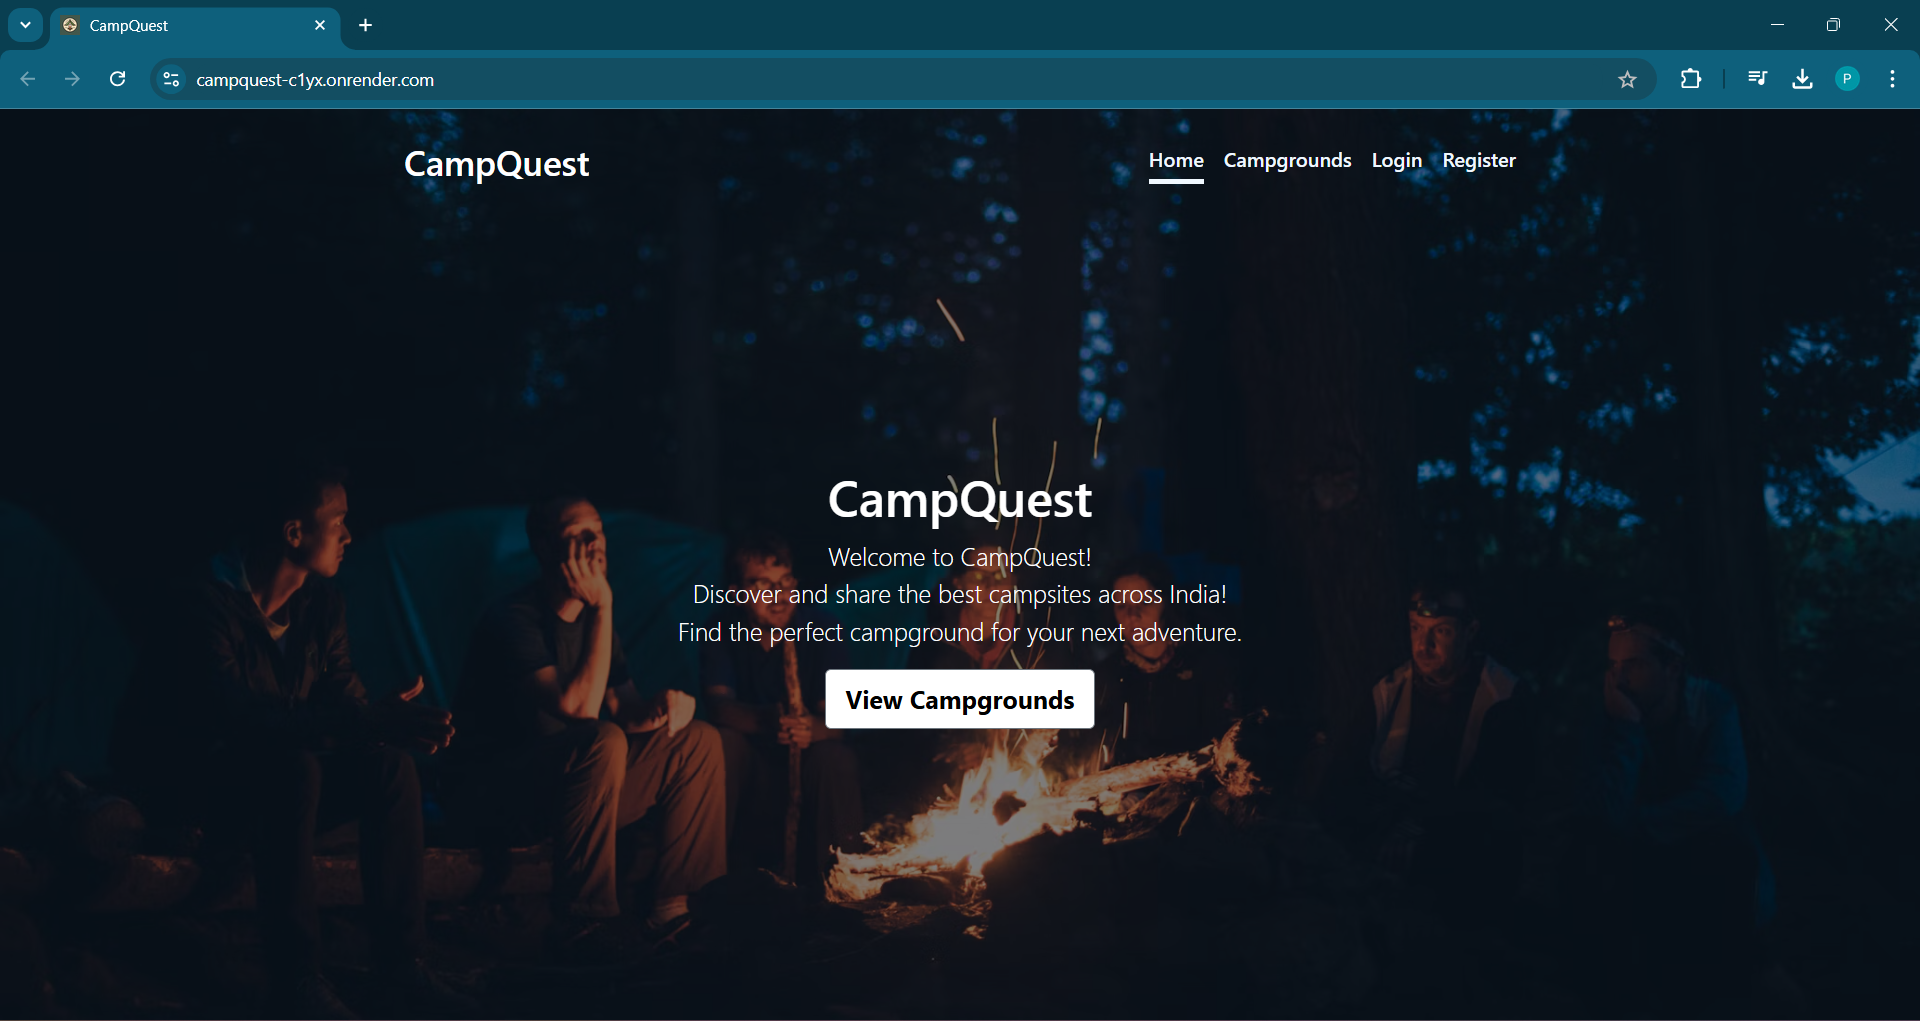 CampQuest
campquest-c1yx.onrender.com
P
CampQuest
Home Campgrounds Login Register
CampQuest
Welcome to CampQuest!
Discover and share the best campsites across India!
Find the perfect campground for your next adventure.
View Campgrounds